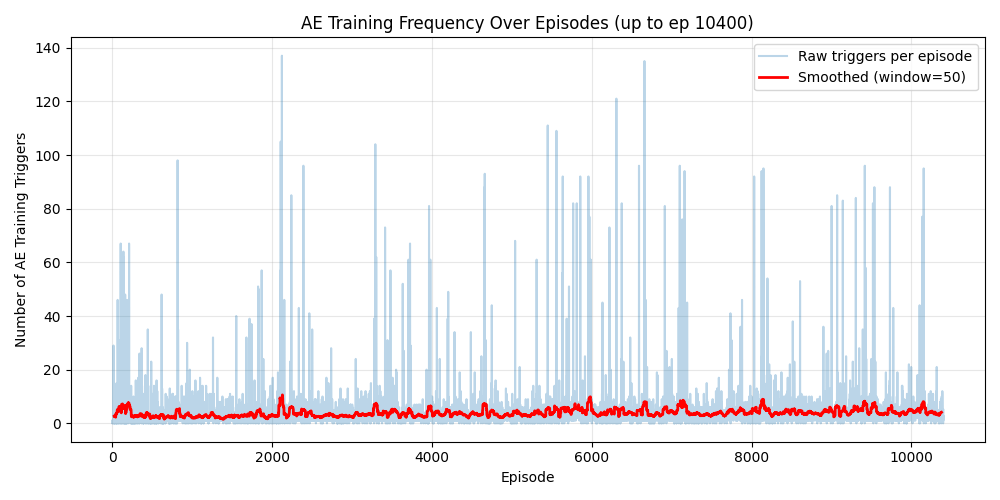 AE Training Frequency Over Episodes (up to ep 10400)
Raw triggers per episode
Smoothed (window=50)
Number of AE Training Triggers
140
120
100
80
60
40
20
0
0 2000 4000 6000 8000 10000
Episode